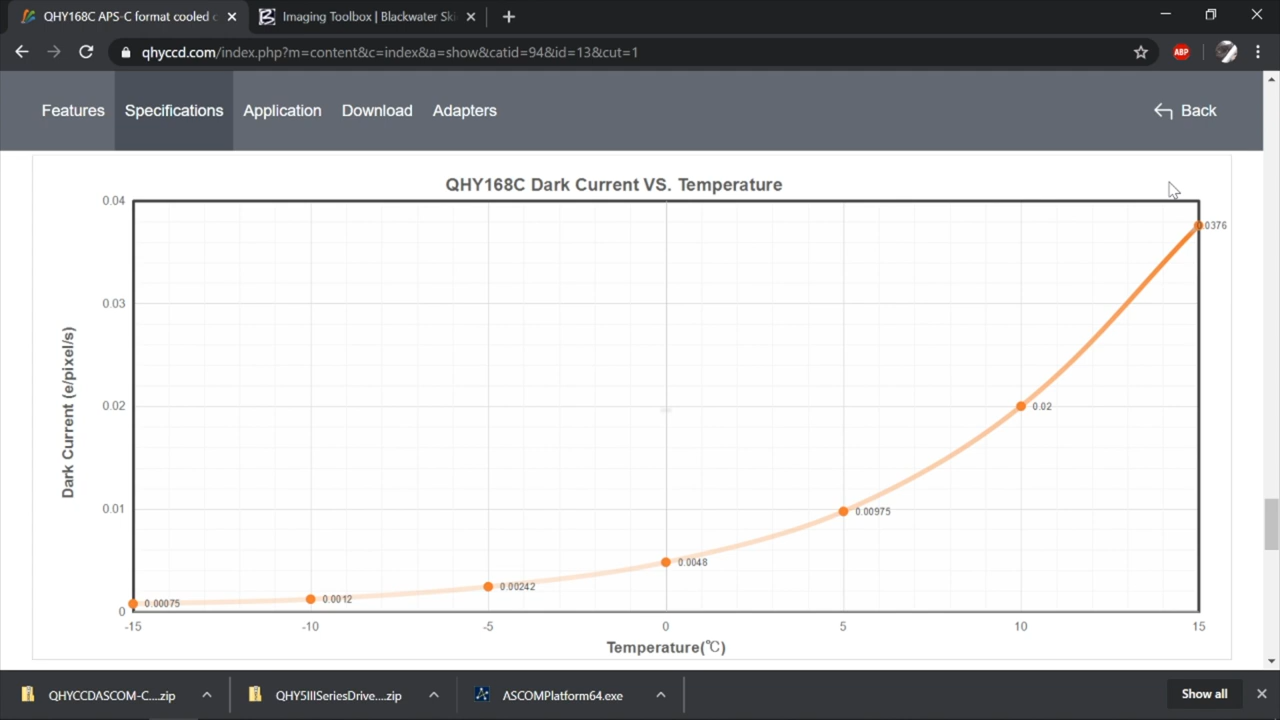 QHY168C APS-C format cooled c
Imaging Toolbox | Blackwater Ski
qhyccd.com/index.php?m=content&c=index&a=show&catid=94&id=13&cut=1
ABP
Features Specifications Application Download Adapters Back
QHY168C Dark Current VS. Temperature
0.04
0376
0.03
Dark Current (e/pixel/s)
0.02
0.02
0.01
0.00975
0.0048
0.00242
0.0012
0.00075
0
-15 -10 -5 0 5 10 15
Temperature(℃)
QHYCCDASCOM-C....zip QHY5IIISeriesDrive....zip ASCOMPlatform64.exe Show all